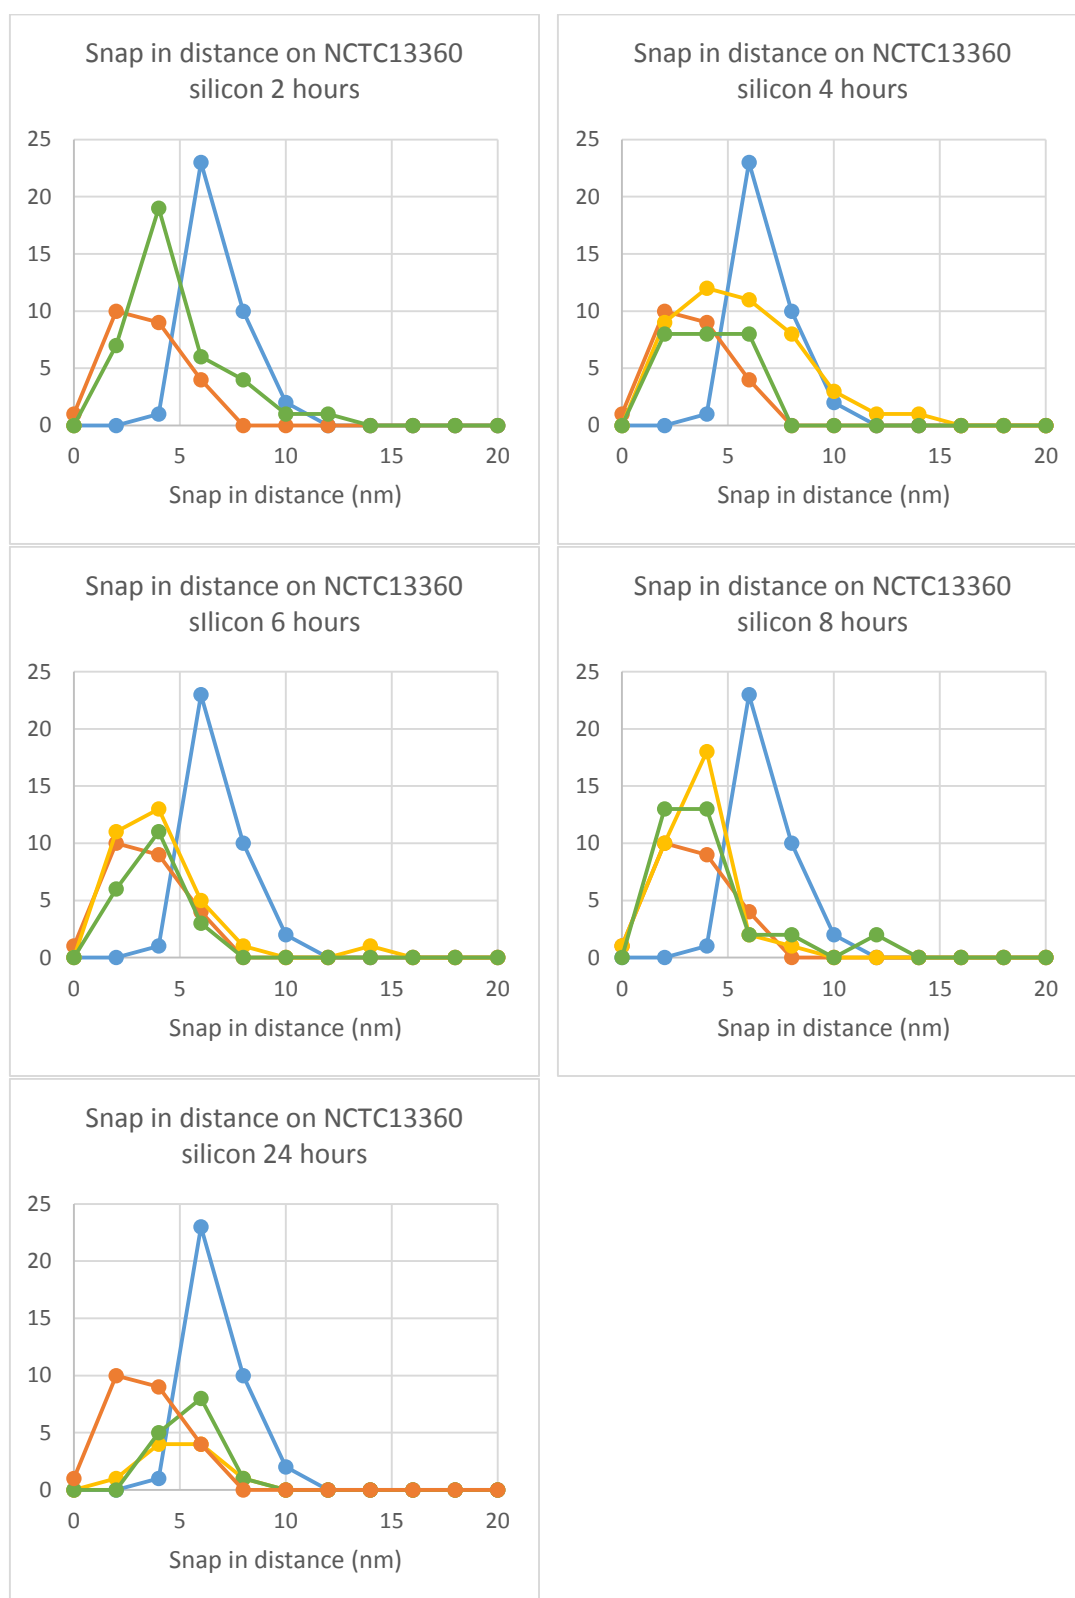 Snap in distance on NCTC13360
silicon 2 hours
25
20
15
10
5
0
0 5 10 15 20
Snap in distance (nm)
Snap in distance on NCTC13360
silicon 4 hours
25
20
15
10
5
0
0 5 10 15 20
Snap in distance (nm)
Snap in distance on NCTC13360
sIlicon 6 hours
25
20
15
10
5
0
0 5 10 15 20
Snap in distance (nm)
Snap in distance on NCTC13360
silicon 8 hours
25
20
15
10
5
0
0 5 10 15 20
Snap in distance (nm)
Snap in distance on NCTC13360
silicon 24 hours
25
20
15
10
5
0
0 5 10 15 20
Snap in distance (nm)